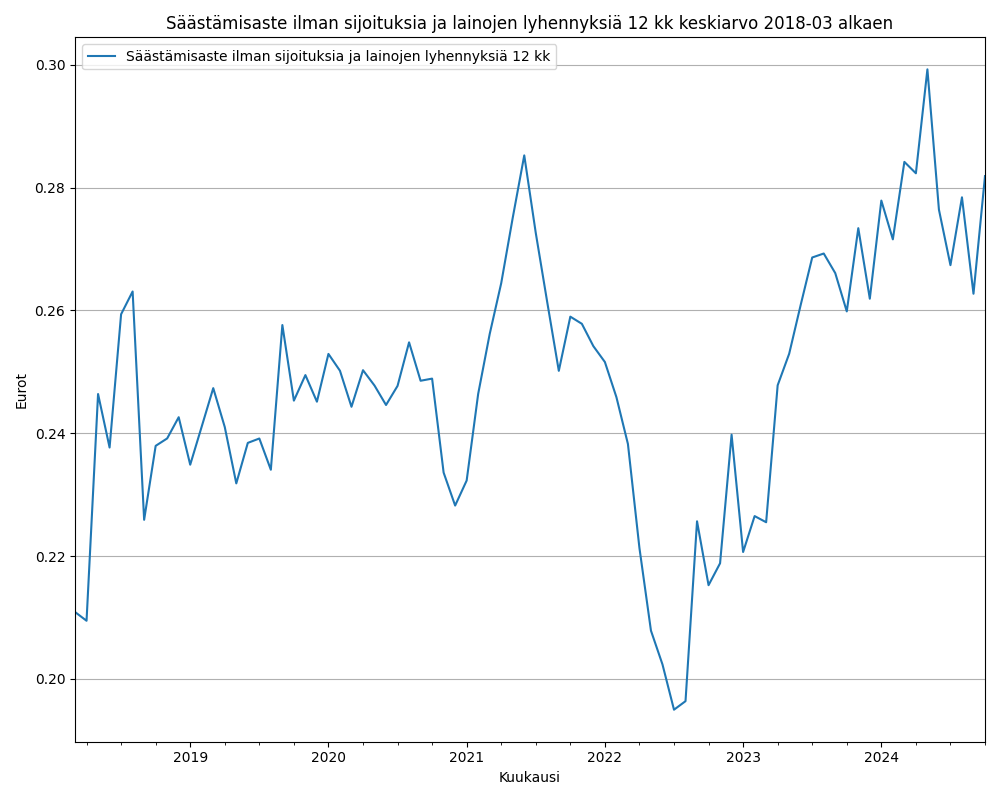 Säästämisaste ilman sijoituksia ja lainojen lyhennyksiä 12 kk keskiarvo 2018-03 alkaen
Säästämisaste ilman sijoituksia ja lainojen lyhennyksiä 12 kk
0.30
0.28
0.26
0.24
0.22
0.20
Eurot
2019 2020 2021 2022 2023 2024
Kuukausi